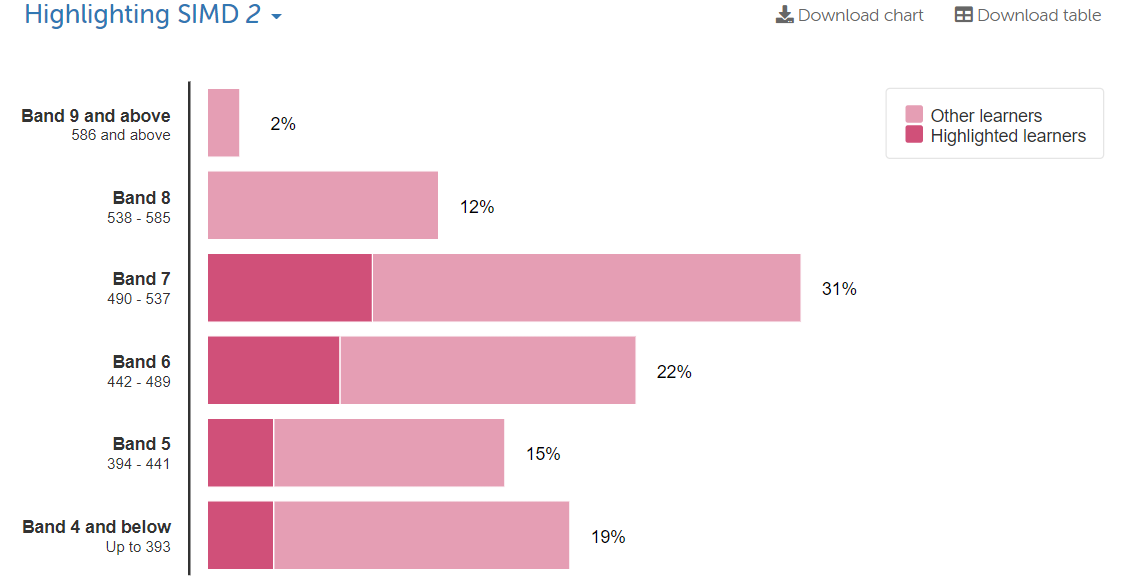 Highlighting SIMD 2
Download chart
Download table
Other learners
Highlighted learners
Band 9 and above
586 and above
2%
Band 8
538 - 585
12%
Band 7
490 - 537
31%
Band 6
442 - 489
22%
Band 5
394 - 441
15%
Band 4 and below
Up to 393
19%